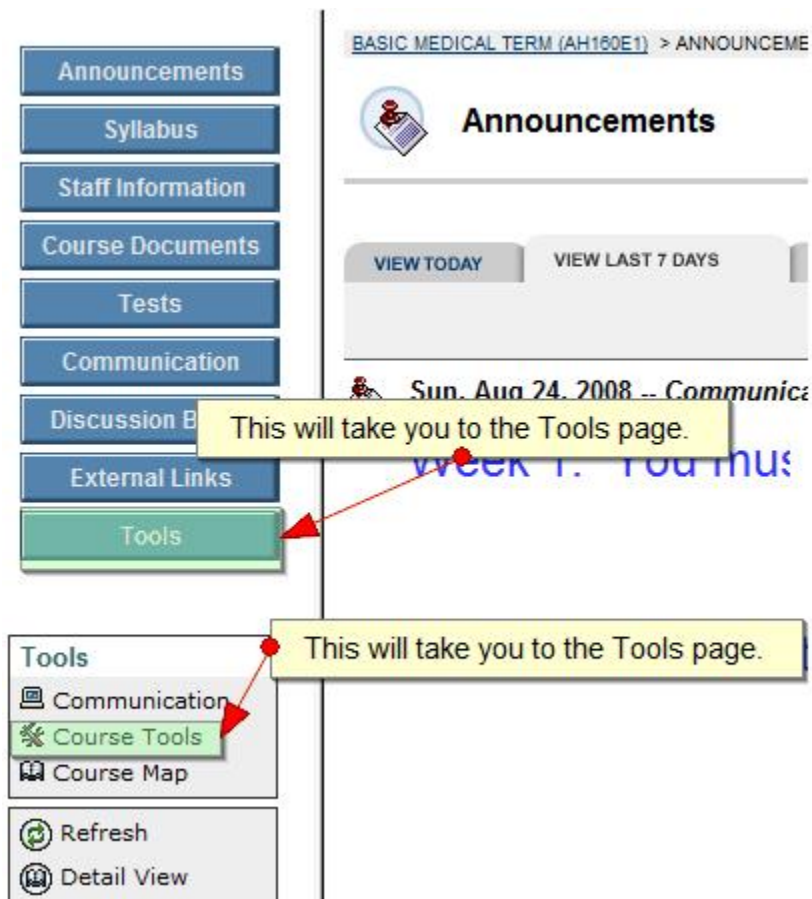 Announcements
Syllabus
Staff Information
Course Documents
Tests
Communication
Discussion B
External Links
Tools
Tools
Communication
Course Tools
Course Map
Refresh
Detail View
BASIC MEDICAL TERM (AH160E1) > ANNOUNCEME
Announcements
VIEW TODAY
VIEW LAST 7 DAYS
Sun, Aug 24, 2008 -- Communica
This will take you to the Tools page.
Week 1: You mus
This will take you to the Tools page.